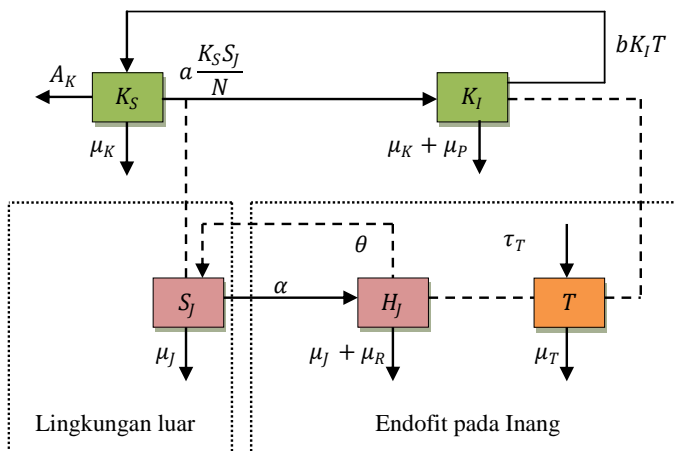 bK_I T
A_K
K_S
a K_S S_J / N
K_I
μ_K
μ_K + μ_P
θ
τ_T
S_J
α
H_J
T
μ_J
μ_J + μ_R
μ_T
Lingkungan luar
Endofit pada Inang